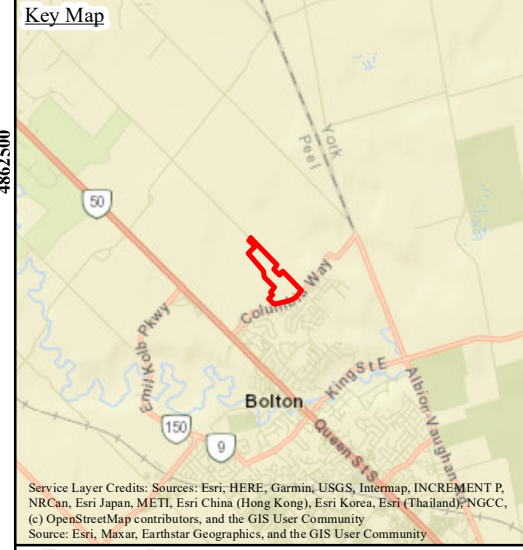 Key Map
4862500
York
Peel
50
Columbia Way
Emil Kolb Pkwy
King St E
Bolton
Albion Vaughan
150
9
Queen St S
Service Layer Credits: Sources: Esri, HERE, Garmin, USGS, Intermap, INCREMENT P,
NRCan, Esri Japan, METI, Esri China (Hong Kong), Esri Korea, Esri (Thailand), NGCC,
(c) OpenStreetMap contributors, and the GIS User Community
Source: Esri, Maxar, Earthstar Geographics, and the GIS User Community